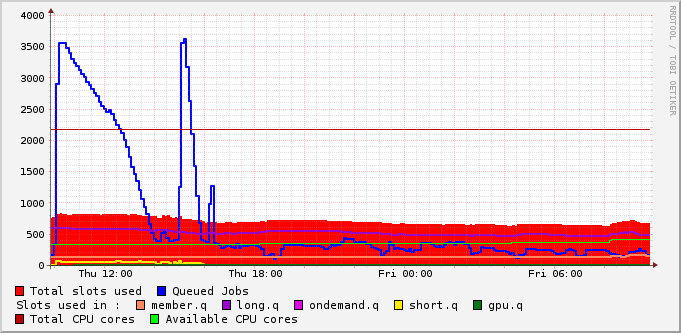 4000
3500
3000
2500
2000
1500
1000
500
0
Thu 12:00 Thu 18:00 Fri 00:00 Fri 06:00
RRDTOOL / TOBI OETIKER
Total slots used Queued Jobs
Slots used in : member.q long.q ondemand.q short.q gpu.q
Total CPU cores Available CPU cores